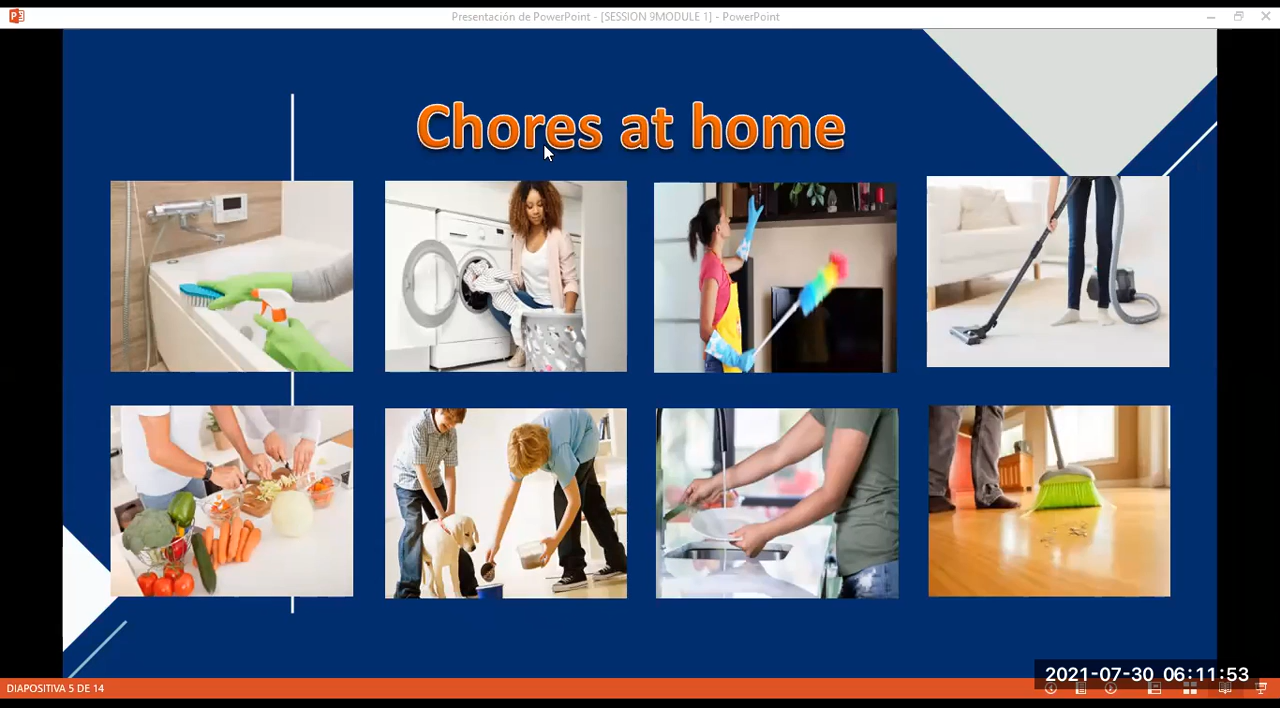 Presentación de PowerPoint - [SESSION 9MODULE 1] - PowerPoint
Chores at home
DIAPOSITIVA 5 DE 14
2021-07-30 06:11:53